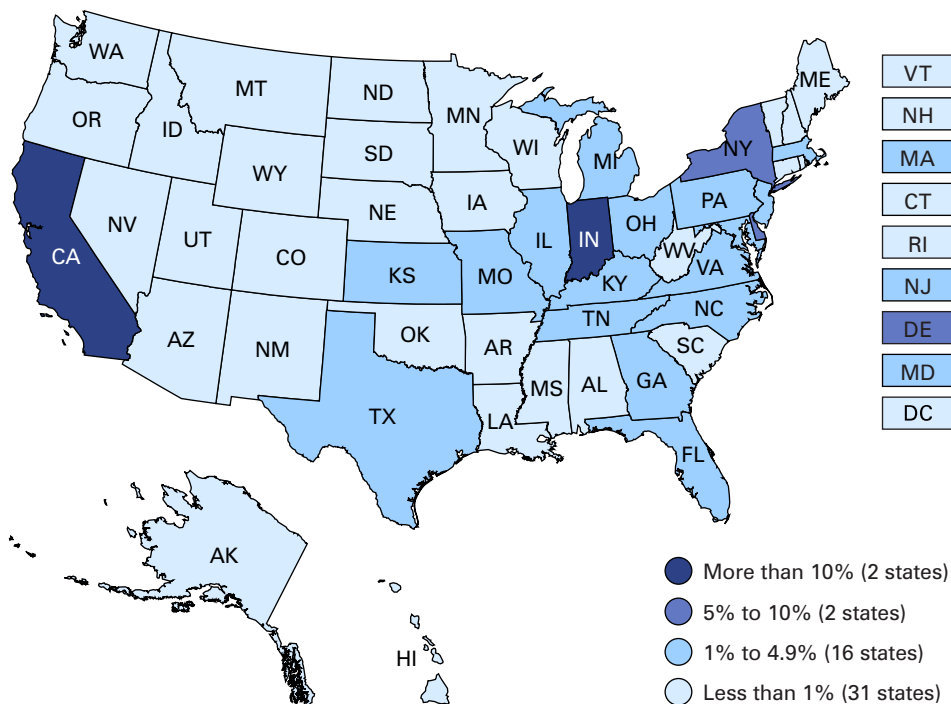 WA
MT
ND
MN
ME
VT
OR
ID
SD
WI
MI
NY
NH
WY
MA
NV
NE
IA
PA
CT
CA
UT
CO
IL
IN
OH
WV
VA
RI
KS
MO
KY
NJ
AZ
NM
OK
TN
NC
DE
AR
SC
MD
TX
MS
AL
GA
DC
LA
FL
AK
HI
More than 10% (2 states)
5% to 10% (2 states)
1% to 4.9% (16 states)
Less than 1% (31 states)